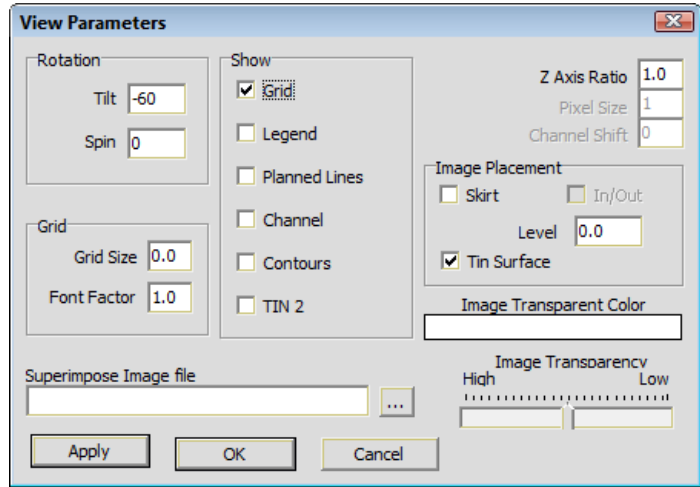 View Parameters
Rotation
Tilt -60
Spin 0
Show
Grid
Legend
Planned Lines
Channel
Contours
TIN 2
Z Axis Ratio 1.0
Pixel Size 1
Channel Shift 0
Image Placement
Skirt In/Out
Level 0.0
Tin Surface
Grid
Grid Size 0.0
Font Factor 1.0
Image Transparent Color
Superimpose Image file
...
Image Transparency
High Low
Apply OK Cancel